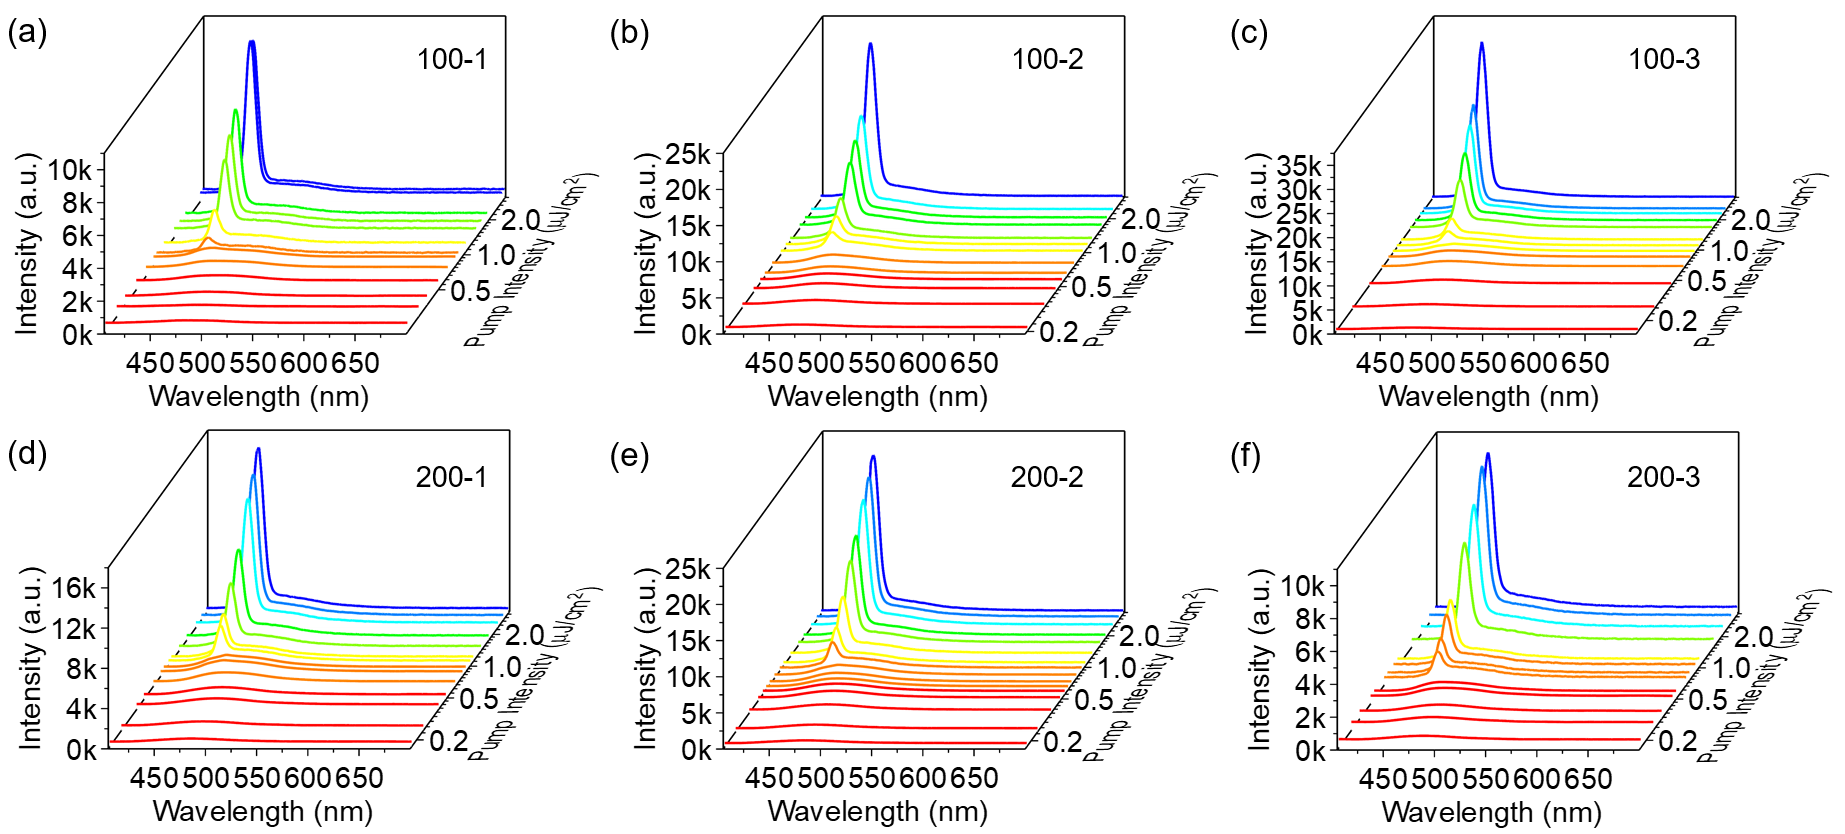 (a)
100-1
10k
8k
6k
4k
2k
0k
Intensity (a.u.)
450 500 550 600 650
Wavelength (nm)
2.0
1.0
0.5
Pump Intensity (μJ/cm²)
(b)
100-2
25k
20k
15k
10k
5k
0k
Intensity (a.u.)
450 500 550 600 650
Wavelength (nm)
2.0
1.0
0.5
0.2
Pump Intensity (μJ/cm²)
(c)
100-3
35k
30k
25k
20k
15k
10k
5k
0k
Intensity (a.u.)
450 500 550 600 650
Wavelength (nm)
2.0
1.0
0.5
0.2
Pump Intensity (μJ/cm²)
(d)
200-1
16k
12k
8k
4k
0k
Intensity (a.u.)
450 500 550 600 650
Wavelength (nm)
2.0
1.0
0.5
0.2
Pump Intensity (μJ/cm²)
(e)
200-2
25k
20k
15k
10k
5k
0k
Intensity (a.u.)
450 500 550 600 650
Wavelength (nm)
2.0
1.0
0.5
0.2
Pump Intensity (μJ/cm²)
(f)
200-3
10k
8k
6k
4k
2k
0k
Intensity (a.u.)
450 500 550 600 650
Wavelength (nm)
2.0
1.0
0.5
0.2
Pump Intensity (μJ/cm²)